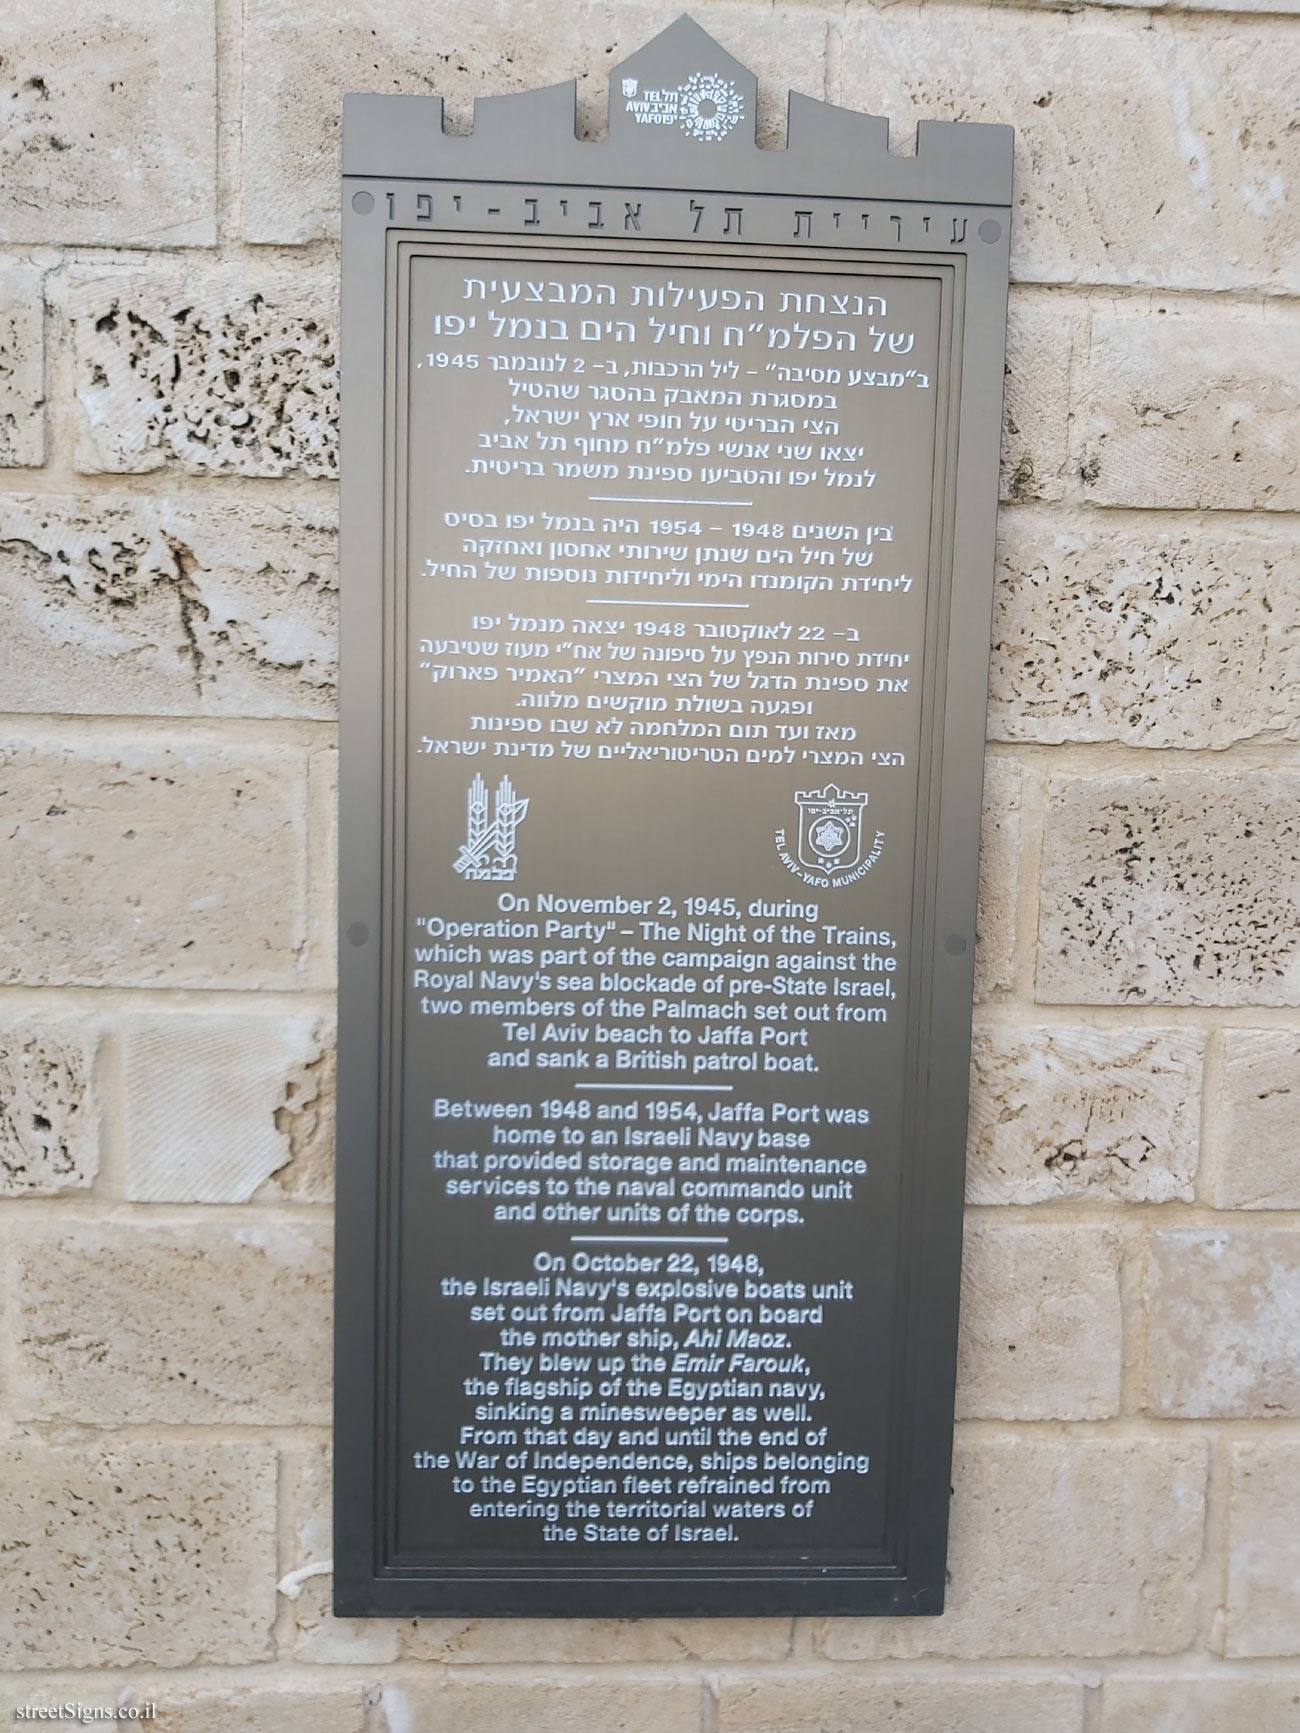 תל TEL
אביב AVIV
יפו YAFO
עיריית תל אביב-יפו
הנצחת הפעילות המבצעית
של הפלמ״ח וחיל הים בנמל יפו
ב״מבצע מסיבה״ – ליל הרכבות, ב– 2 לנובמבר 1945,
במסגרת המאבק בהסגר שהטיל
הצי הבריטי על חופי ארץ ישראל,
יצאו שני אנשי פלמ״ח מחוף תל אביב
לנמל יפו והטביעו ספינת משמר בריטית.
בין השנים 1948 – 1954 היה בנמל יפו בסיס
של חיל הים שנתן שירותי אחסון ואחזקה
ליחידת הקומנדו הימי וליחידות נוספות של החיל.
ב– 22 לאוקטובר 1948 יצאה מנמל יפו
יחידת סירות הנפץ על סיפונה של אח״י מעוז שטיבעה
את ספינת הדגל של הצי המצרי ״האמיר פארוק״
ופגעה בשולת מוקשים מלווה.
מאז ועד תום המלחמה לא שבו ספינות
הצי המצרי למים הטריטוריאליים של מדינת ישראל.
פלמח
תל-אביב-יפו
TEL AVIV-YAFO MUNICIPALITY
On November 2, 1945, during
"Operation Party" – The Night of the Trains,
which was part of the campaign against the
Royal Navy's sea blockade of pre-State Israel,
two members of the Palmach set out from
Tel Aviv beach to Jaffa Port
and sank a British patrol boat.
Between 1948 and 1954, Jaffa Port was
home to an Israeli Navy base
that provided storage and maintenance
services to the naval commando unit
and other units of the corps.
On October 22, 1948,
the Israeli Navy's explosive boats unit
set out from Jaffa Port on board
the mother ship, Ahi Maoz.
They blew up the Emir Farouk,
the flagship of the Egyptian navy,
sinking a minesweeper as well.
From that day and until the end of
the War of Independence, ships belonging
to the Egyptian fleet refrained from
entering the territorial waters of
the State of Israel.
streetSigns.co.il